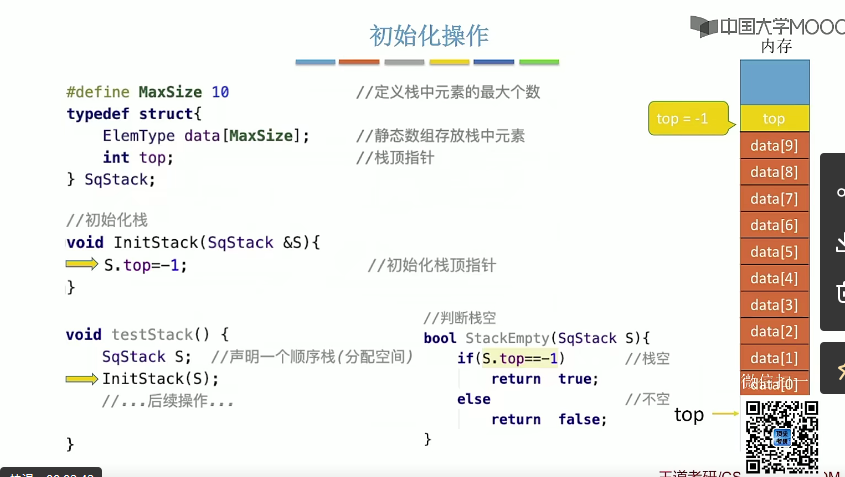 初始化操作
中国大学MOOC
内存
#define MaxSize 10 //定义栈中元素的最大个数
typedef struct{
ElemType data[MaxSize]; //静态数组存放栈中元素
int top; //栈顶指针
} SqStack;
//初始化栈
void InitStack(SqStack &S){
S.top=-1; //初始化栈顶指针
}
void testStack() {
SqStack S; //声明一个顺序栈(分配空间)
InitStack(S);
//...后续操作...
}
//判断栈空
bool StackEmpty(SqStack S){
if(S.top==-1) //栈空
return true;
else //不空
return false;
}
top = -1
top
data[9]
data[8]
data[7]
data[6]
data[5]
data[4]
data[3]
data[2]
data[1]
data[0]
top
王道考研/CS